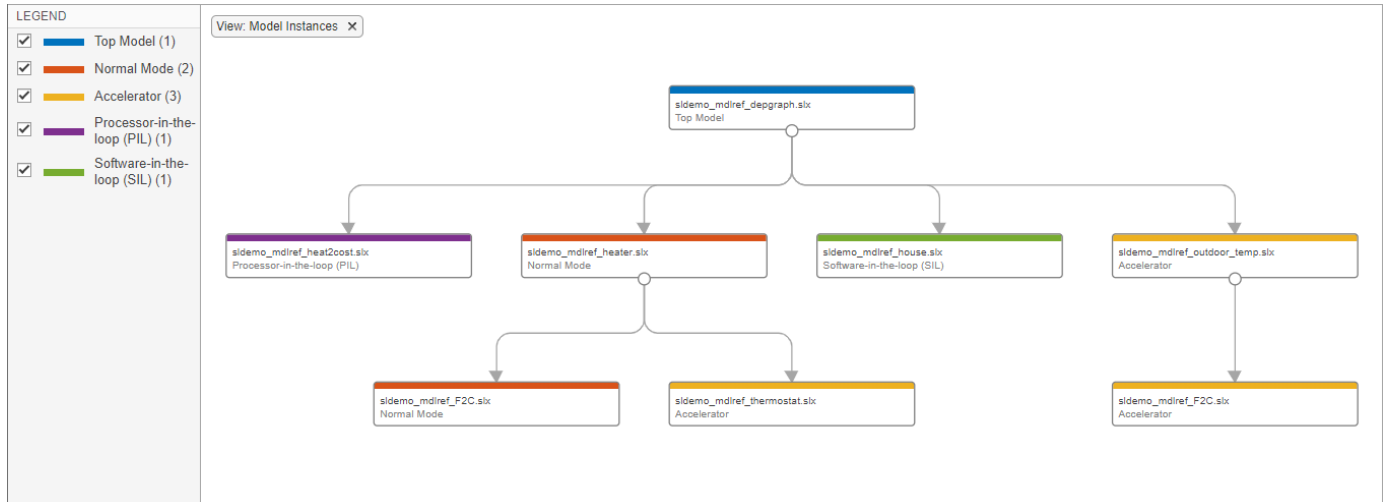 LEGEND
Top Model (1)
Normal Mode (2)
Accelerator (3)
Processor-in-the-
loop (PIL) (1)
Software-in-the-
loop (SIL) (1)
View: Model Instances
sldemo_mdlref_depgraph.slx
Top Model
sldemo_mdlref_heat2cost.slx
Processor-in-the-loop (PIL)
sldemo_mdlref_heater.slx
Normal Mode
sldemo_mdlref_house.slx
Software-in-the-loop (SIL)
sldemo_mdlref_outdoor_temp.slx
Accelerator
sldemo_mdlref_F2C.slx
Normal Mode
sldemo_mdlref_thermostat.slx
Accelerator
sldemo_mdlref_F2C.slx
Accelerator